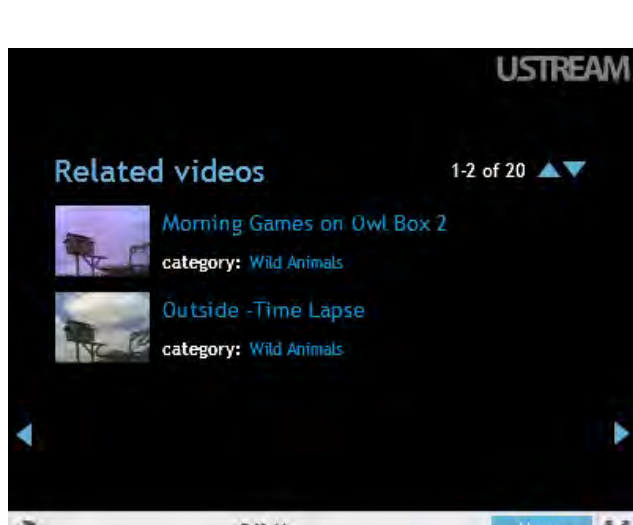 USTREAM
Related videos
1-2 of 20
Morning Games on Owl Box 2
category: Wild Animals
Outside -Time Lapse
category: Wild Animals